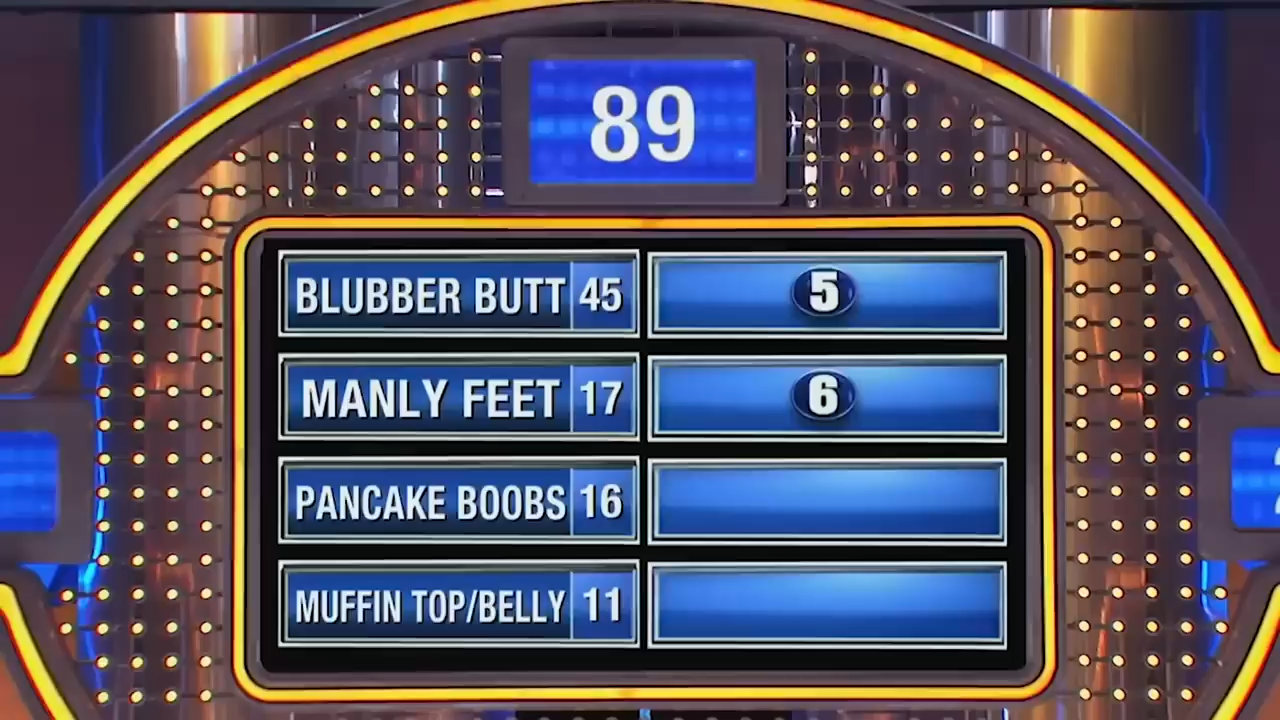 89
BLUBBER BUTT 45
5
MANLY FEET 17
6
PANCAKE BOOBS 16
MUFFIN TOP/BELLY 11